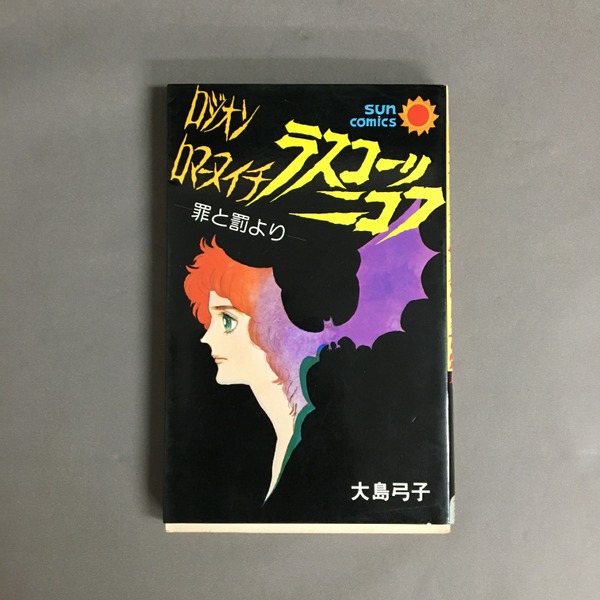 ロジオン
ロマーヌイチ
ラスコーリ
ニコフ
―罪と罰より―
sun
comics
大島弓子